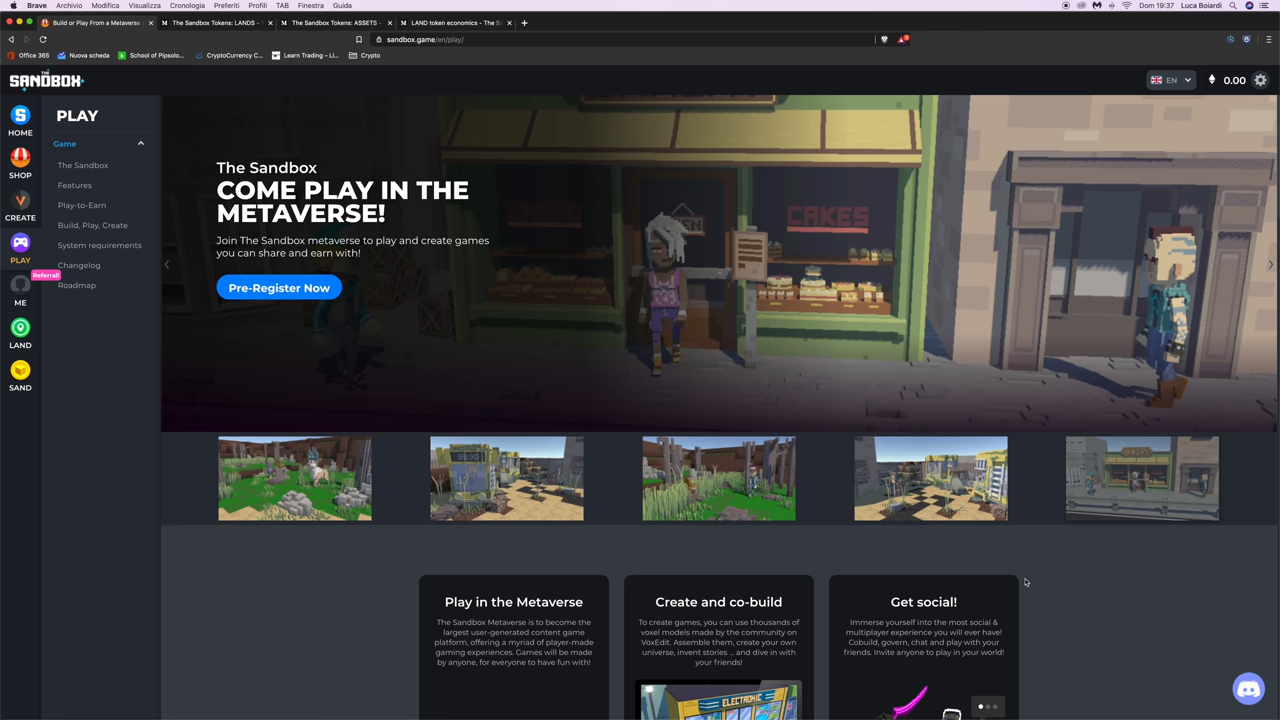 Brave Archivio Modifica Visualizza Cronologia Preferiti Profili TAB Finestra Guida Dom 19:37 Luca Boiardi
Build or Play From a Metaverse The Sandbox Tokens: LANDS - The Sandbox Tokens: ASSETS - LAND token economics - The Sa
sandbox.game/en/play/
Office 365 Nuova scheda School of Pipsolo... CryptoCurrency C... Learn Trading – Li... Crypto
THE
SANDBOX
EN 0.00
HOME
SHOP
CREATE
PLAY
Referral!
ME
LAND
SAND
PLAY
Game
The Sandbox
Features
Play-to-Earn
Build, Play, Create
System requirements
Changelog
Roadmap
The Sandbox
COME PLAY IN THE
METAVERSE!
Join The Sandbox metaverse to play and create games
you can share and earn with!
Pre-Register Now
CAKES
BAKERY
Play in the Metaverse
The Sandbox Metaverse is to become the
largest user-generated content game
platform, offering a myriad of player-made
gaming experiences. Games will be made
by anyone, for everyone to have fun with!
Create and co-build
To create games, you can use thousands of
voxel models made by the community on
VoxEdit. Assemble them, create your own
universe, invent stories ... and dive in with
your friends!
ELECTRONIC
Get social!
Immerse yourself into the most social &
multiplayer experience you will ever have!
Cobuild, govern, chat and play with your
friends. Invite anyone to play in your world!